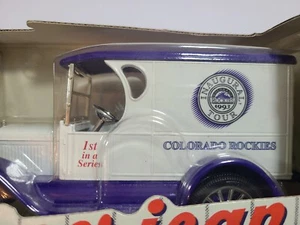 INAUGURAL
1993
TOUR
1st
in a
Series
COLORADO ROCKIES